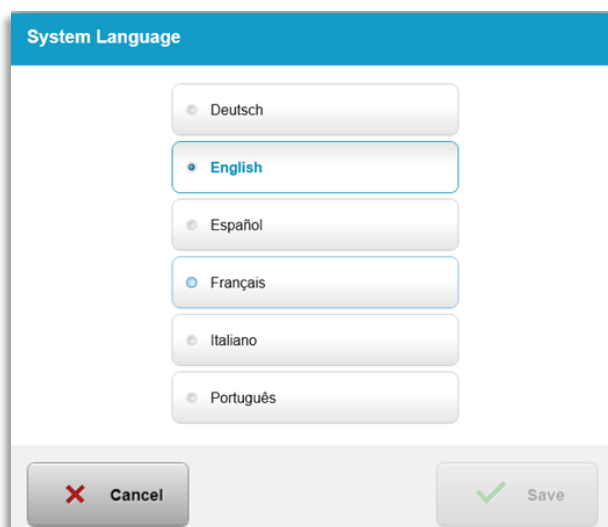 System Language
Deutsch
English
Español
Français
Italiano
Português
Cancel
Save